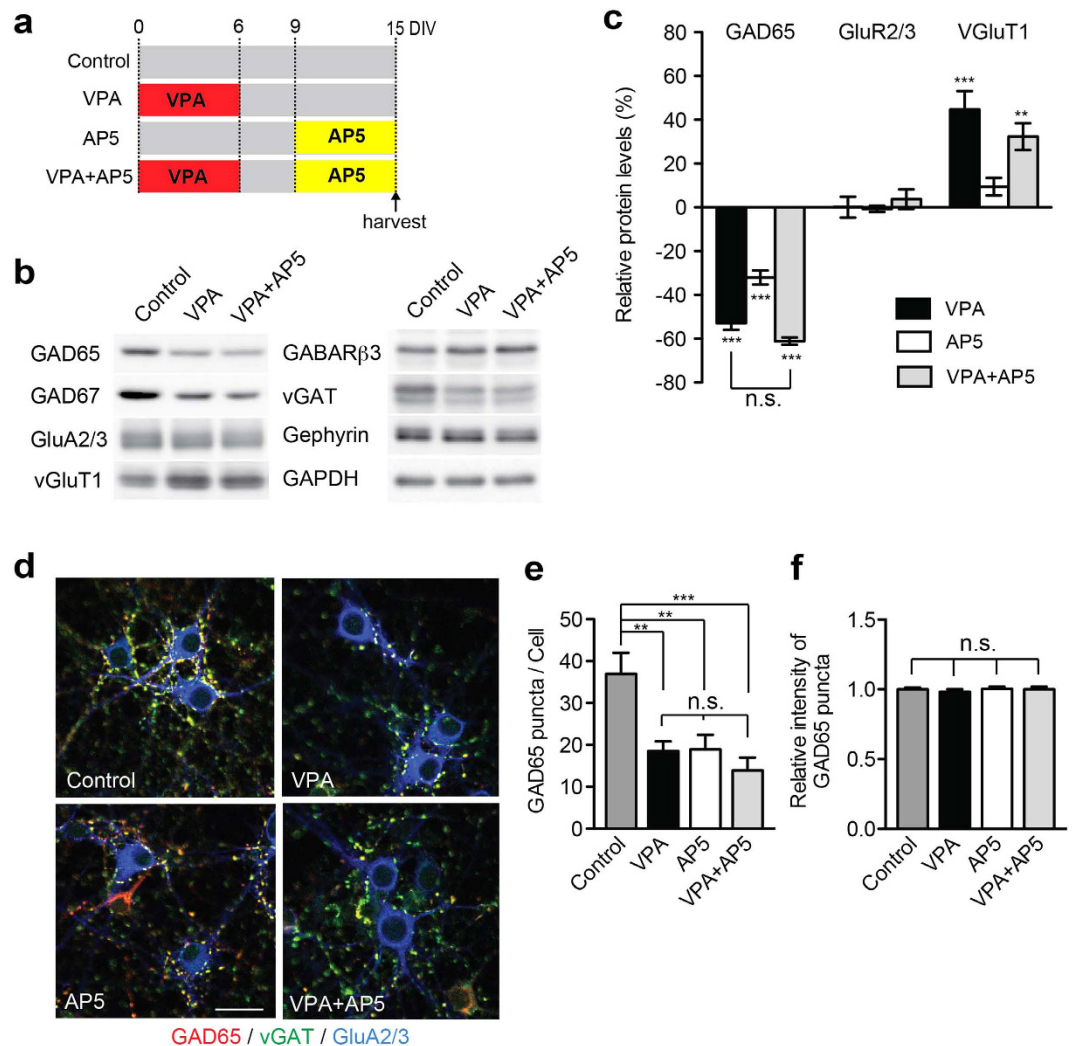 a
0 6 9 15 DIV
Control
VPA VPA
AP5 AP5
VPA+AP5 VPA AP5
harvest
b
Control VPA VPA+AP5
GAD65
GAD67
GluA2/3
vGluT1
Control VPA VPA+AP5
GABARβ3
vGAT
Gephyrin
GAPDH
c
GAD65 GluR2/3 VGluT1
Relative protein levels (%)
80
60
40
20
0
-20
-40
-60
-80
*** **
***
*** ***
n.s.
VPA
AP5
VPA+AP5
d
Control
VPA
AP5
VPA+AP5
GAD65 / vGAT / GluA2/3
e
GAD65 puncta / Cell
50
40
30
20
10
0
***
**
**
n.s.
Control VPA AP5 VPA+AP5
f
Relative intensity of
GAD65 puncta
1.5
1.0
0.5
0.0
n.s.
Control VPA AP5 VPA+AP5